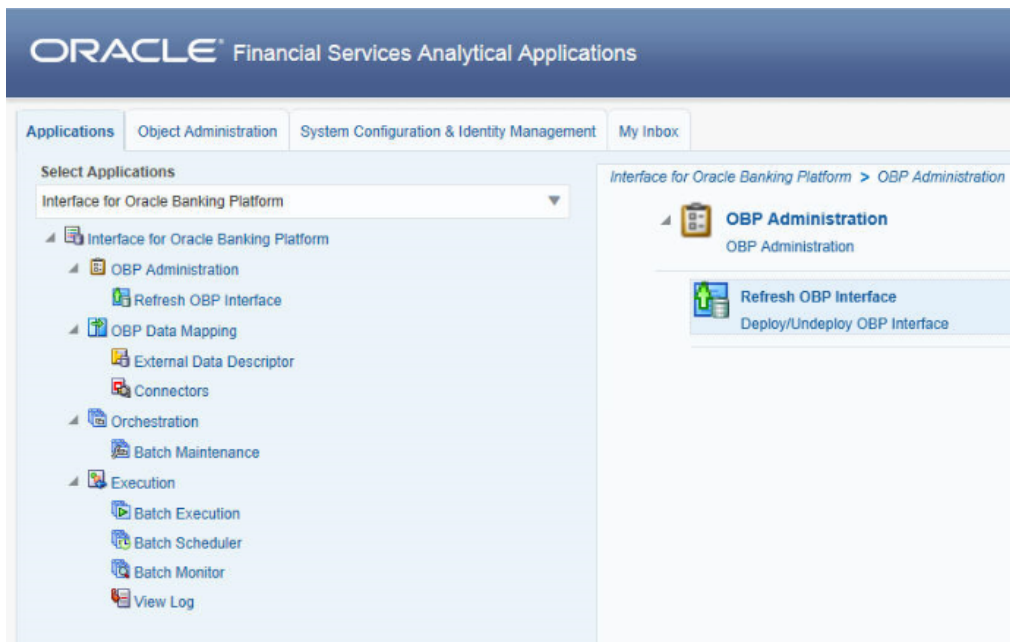 ORACLE® Financial Services Analytical Applications
Applications Object Administration System Configuration & Identity Management My Inbox
Select Applications
Interface for Oracle Banking Platform
Interface for Oracle Banking Platform
OBP Administration
Refresh OBP Interface
OBP Data Mapping
External Data Descriptor
Connectors
Orchestration
Batch Maintenance
Execution
Batch Execution
Batch Scheduler
Batch Monitor
View Log
Interface for Oracle Banking Platform > OBP Administration
OBP Administration
OBP Administration
Refresh OBP Interface
Deploy/Undeploy OBP Interface